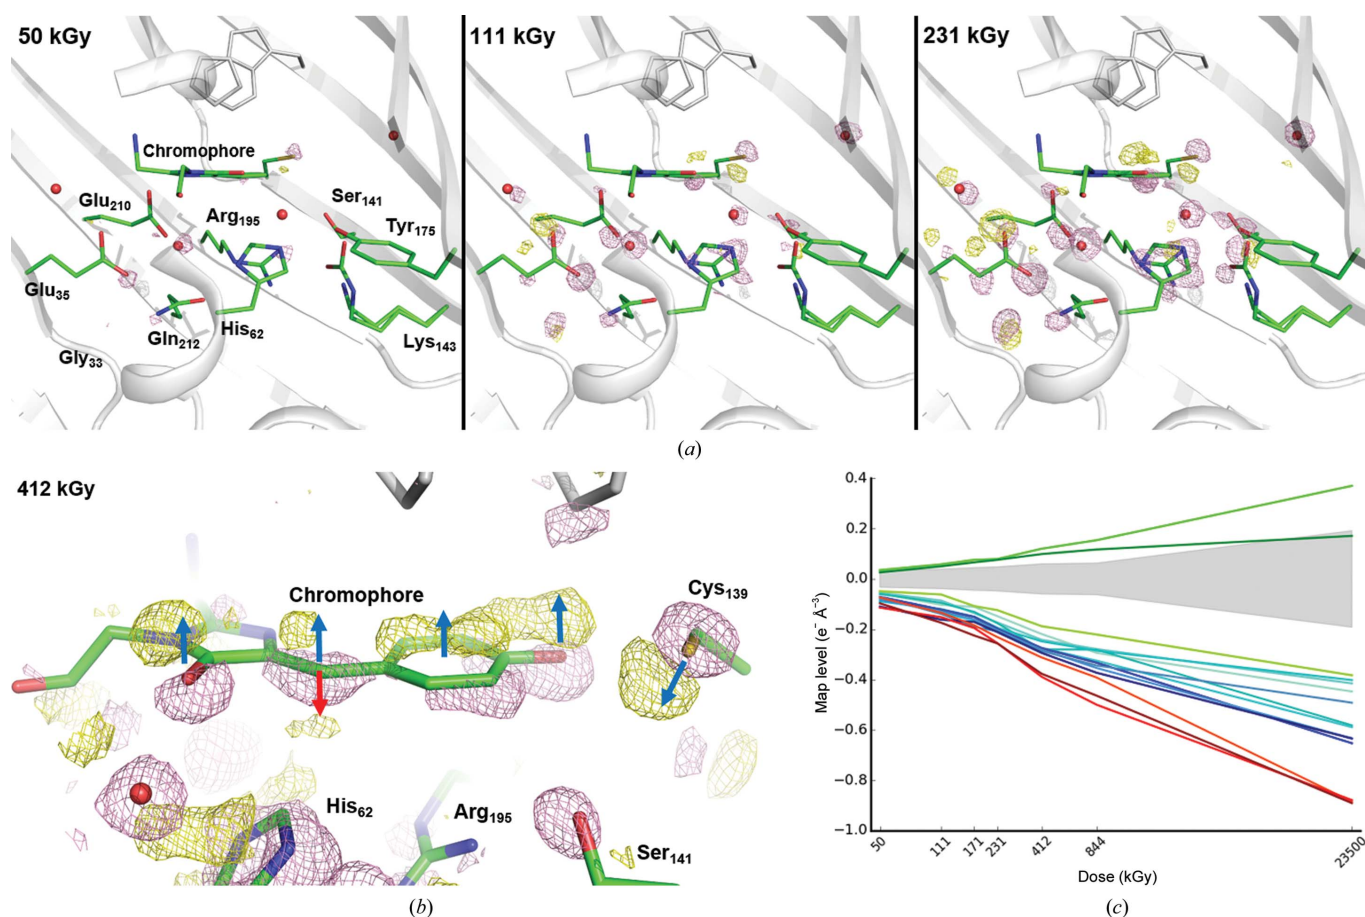 50 kGy
111 kGy
231 kGy
Chromophore
Glu210
Arg195
Ser141
Tyr175
Glu35
Gln212
His62
Lys143
Gly33
(a)
412 kGy
Chromophore
Cys139
His62
Arg195
Ser141
(b)
0.4
0.2
0.0
−0.2
−0.4
−0.6
−0.8
−1.0
Map level (e⁻ Å⁻³)
50 111 171 231 412 844 23500
Dose (kGy)
(c)